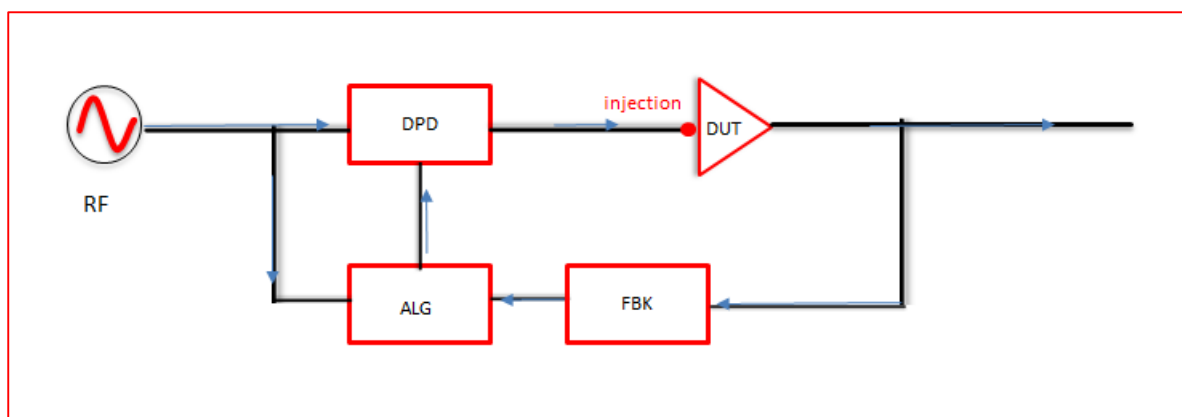 injection
DPD
DUT
RF
ALG
FBK